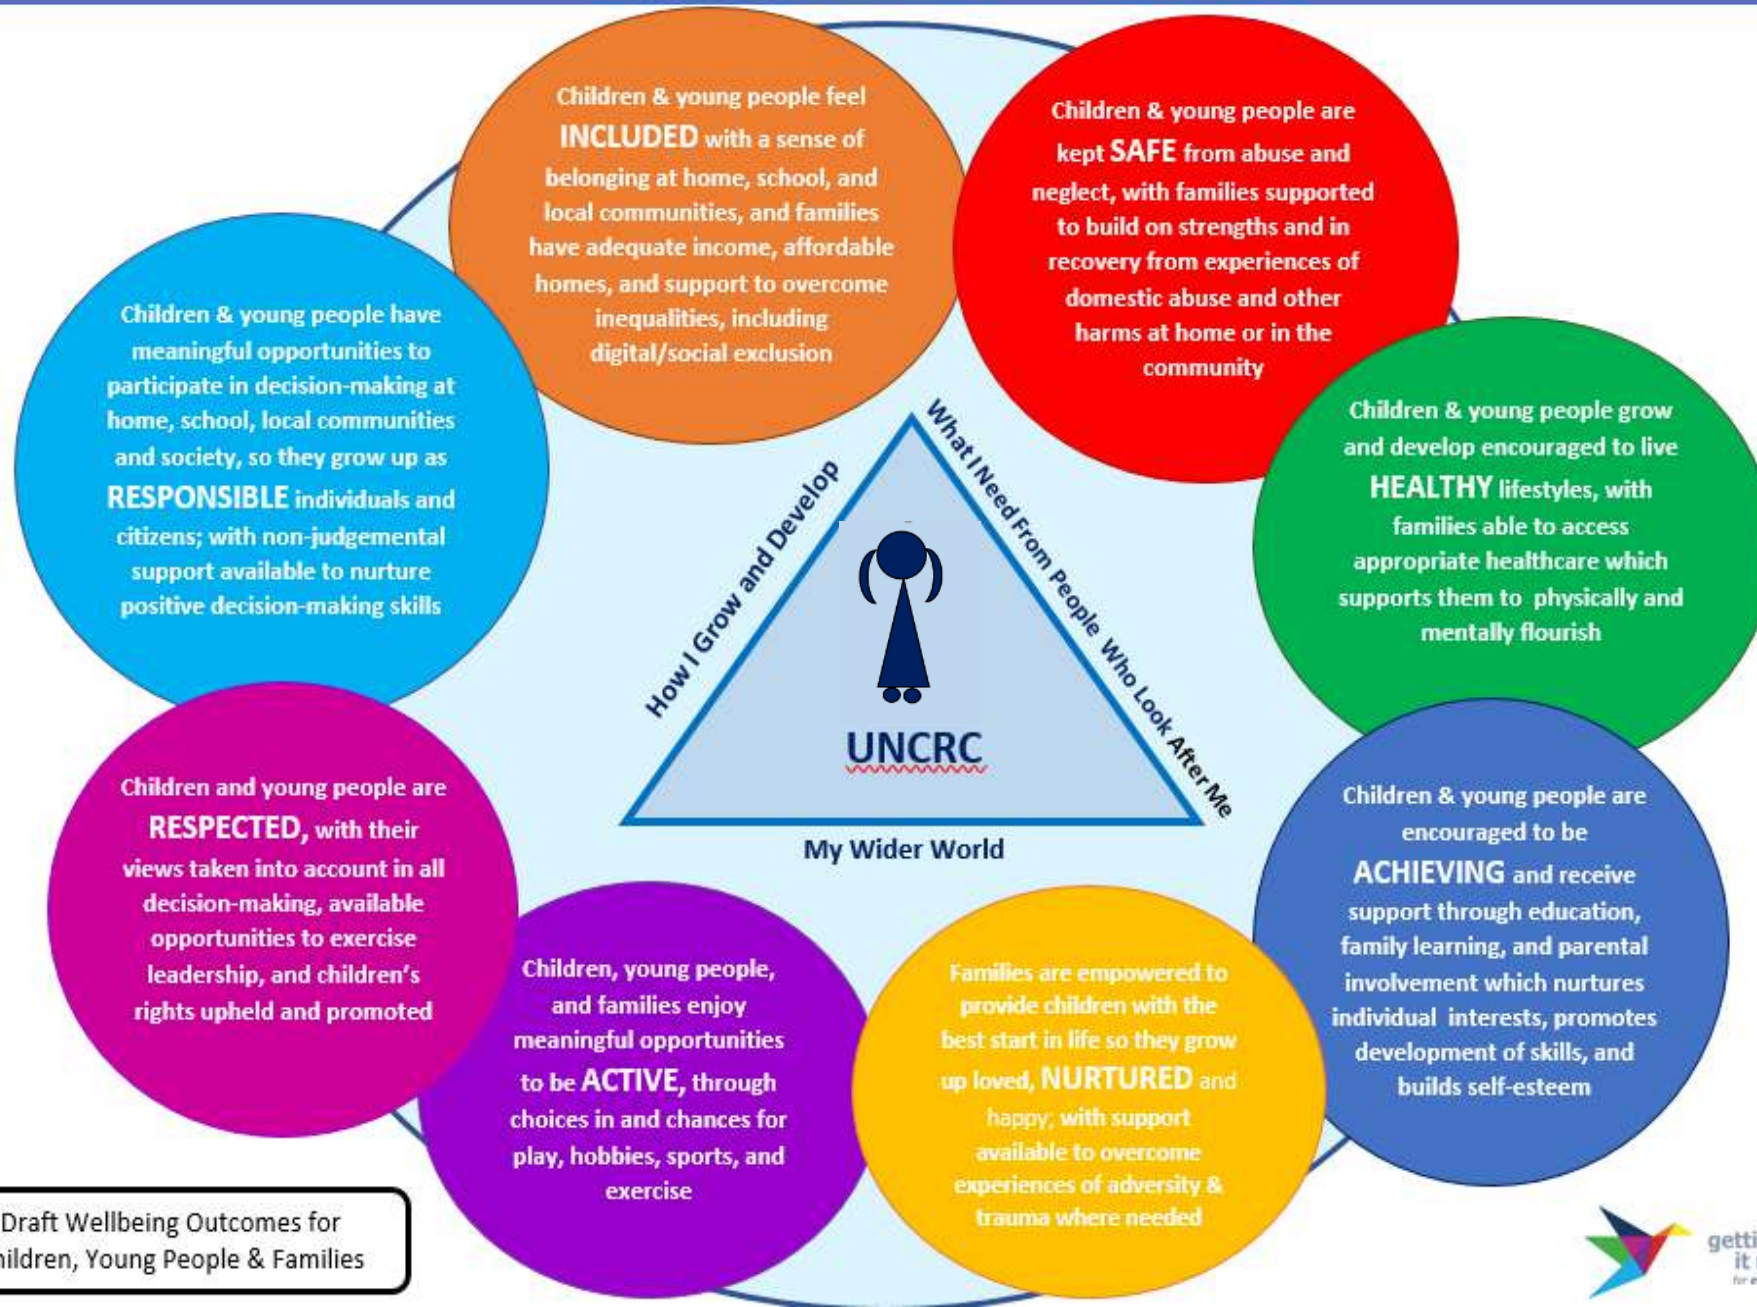 Children & young people feel
INCLUDED with a sense of
belonging at home, school, and
local communities, and families
have adequate income, affordable
homes, and support to overcome
inequalities, including
digital/social exclusion
Children & young people are
kept SAFE from abuse and
neglect, with families supported
to build on strengths and in
recovery from experiences of
domestic abuse and other
harms at home or in the
community
Children & young people have
meaningful opportunities to
participate in decision-making at
home, school, local communities
and society, so they grow up as
RESPONSIBLE individuals and
citizens; with non-judgemental
support available to nurture
positive decision-making skills
Children & young people grow
and develop encouraged to live
HEALTHY lifestyles, with
families able to access
appropriate healthcare which
supports them to physically and
mentally flourish
How I Grow and Develop
What I Need From People Who Look After Me
UNCRC
My Wider World
Children and young people are
RESPECTED, with their
views taken into account in all
decision-making, available
opportunities to exercise
leadership, and children's
rights upheld and promoted
Children & young people are
encouraged to be
ACHIEVING and receive
support through education,
family learning, and parental
involvement which nurtures
individual interests, promotes
development of skills, and
builds self-esteem
Children, young people,
and families enjoy
meaningful opportunities
to be ACTIVE, through
choices in and chances for
play, hobbies, sports, and
exercise
Families are empowered to
provide children with the
best start in life so they grow
up loved, NURTURED and
happy; with support
available to overcome
experiences of adversity &
trauma where needed
Draft Wellbeing Outcomes for
hildren, Young People & Families
getti
it
for e